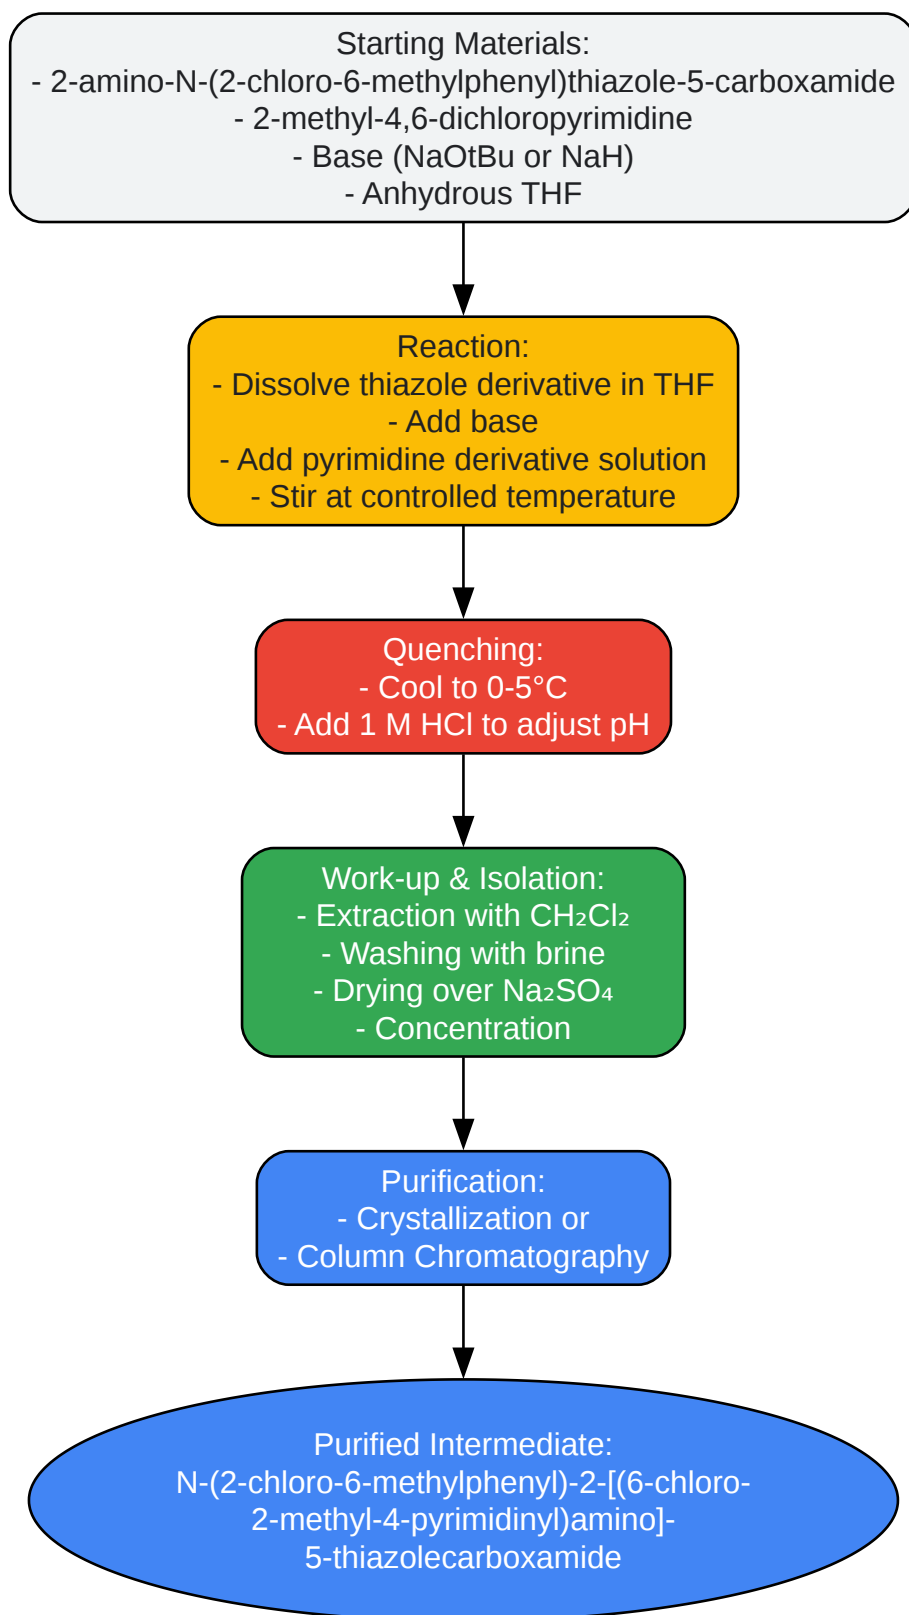 Starting Materials:
- 2-amino-N-(2-chloro-6-methylphenyl)thiazole-5-carboxamide
- 2-methyl-4,6-dichloropyrimidine
- Base (NaOtBu or NaH)
- Anhydrous THF
Reaction:
- Dissolve thiazole derivative in THF
- Add base
- Add pyrimidine derivative solution
- Stir at controlled temperature
Quenching:
- Cool to 0-5°C
- Add 1 M HCl to adjust pH
Work-up & Isolation:
- Extraction with CH₂Cl₂
- Washing with brine
- Drying over Na₂SO₄
- Concentration
Purification:
- Crystallization or
- Column Chromatography
Purified Intermediate:
N-(2-chloro-6-methylphenyl)-2-[(6-chloro-
2-methyl-4-pyrimidinyl)amino]-
5-thiazolecarboxamide